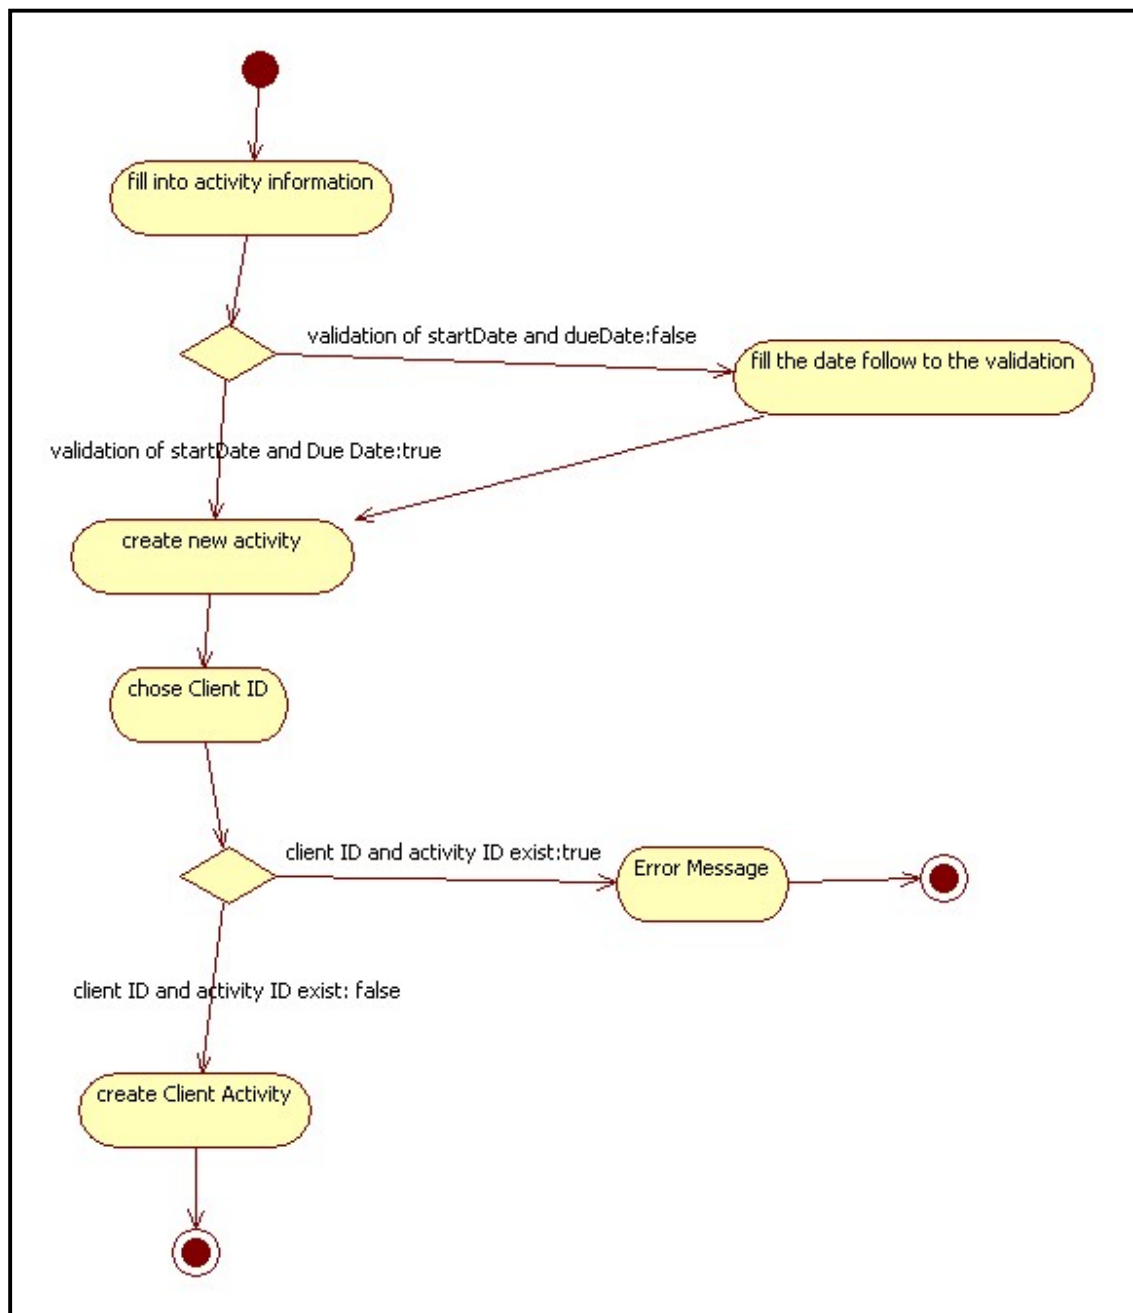 fill into activity information
validation of startDate and dueDate:false
fill the date follow to the validation
validation of startDate and Due Date:true
create new activity
chose Client ID
client ID and activity ID exist:true
Error Message
client ID and activity ID exist: false
create Client Activity